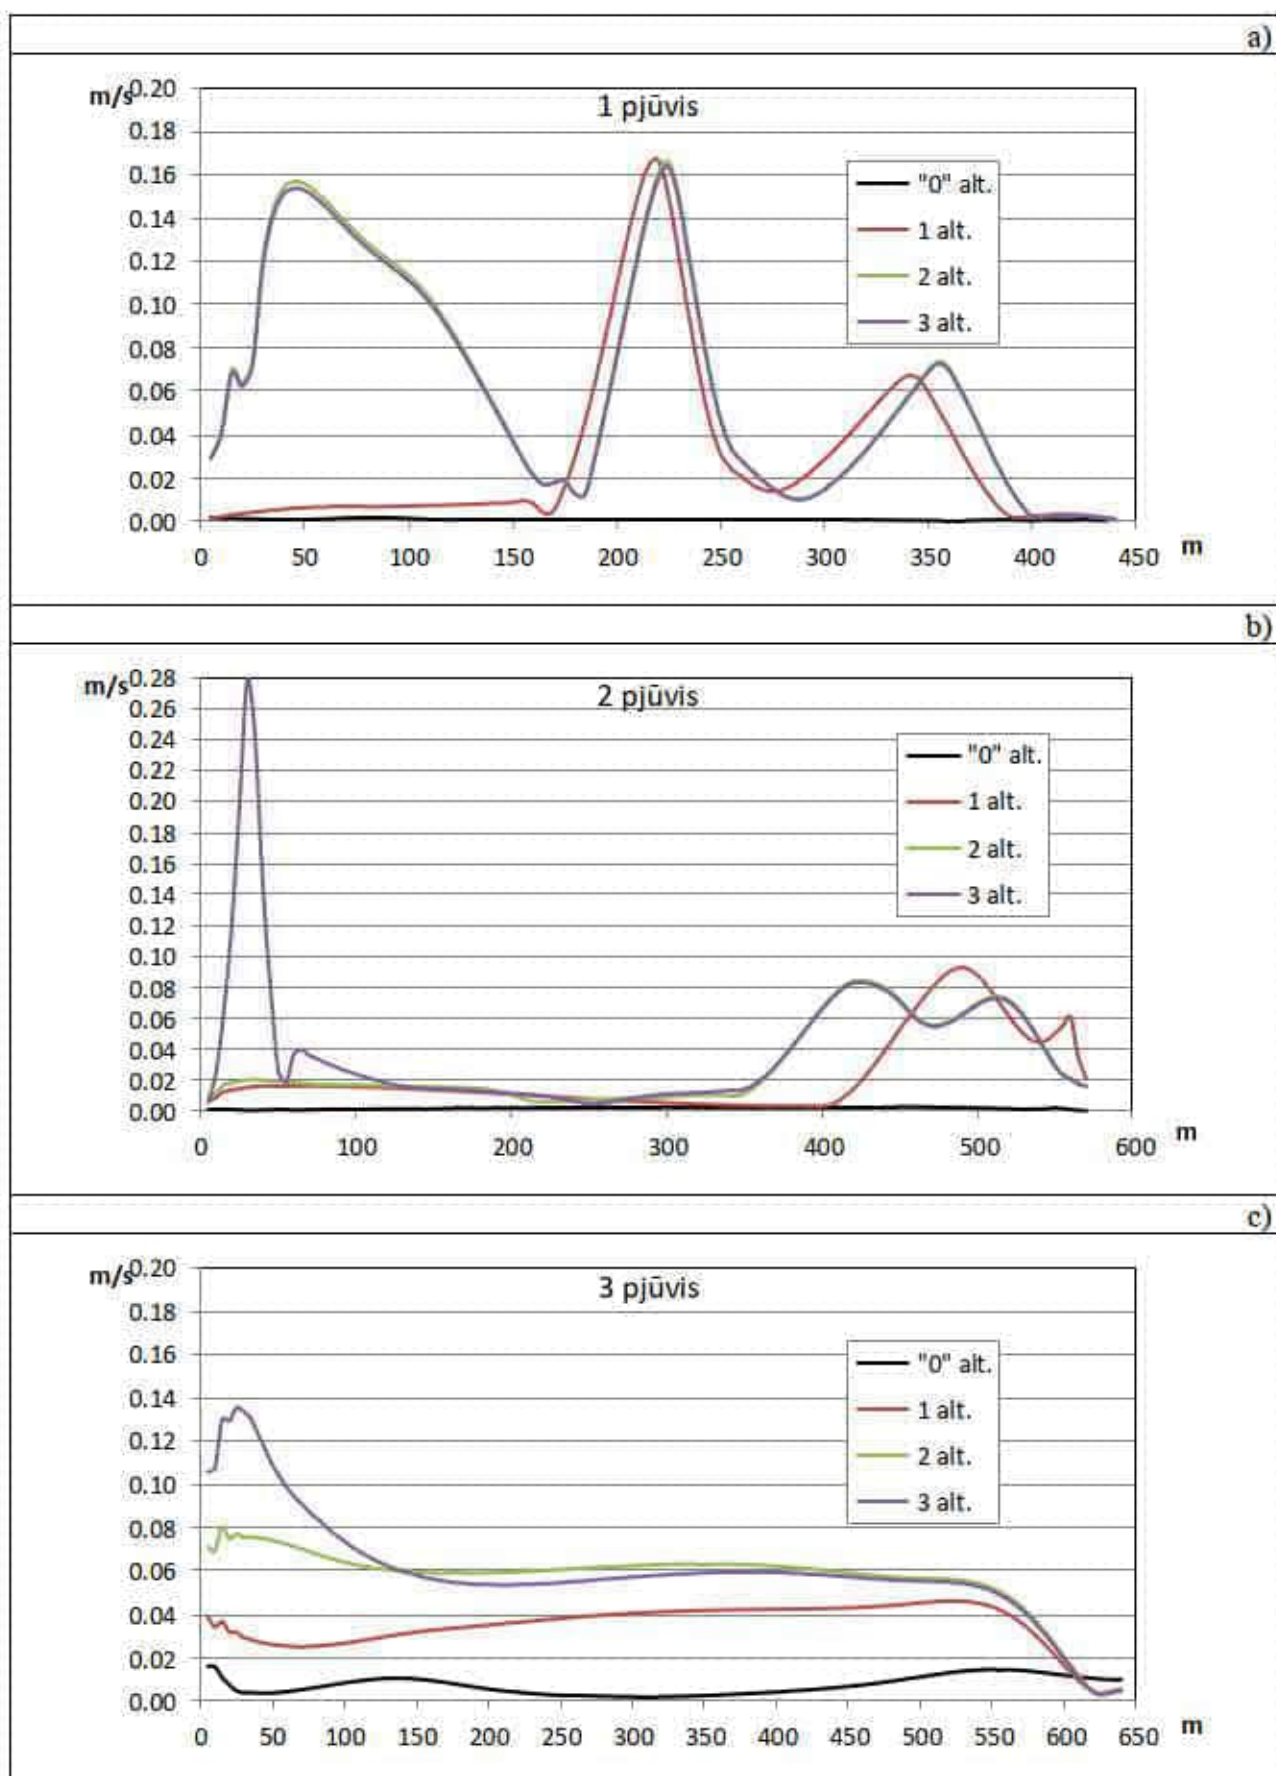 a)
1 pjūvis
m/s
0.20
0.18
0.16
0.14
0.12
0.10
0.08
0.06
0.04
0.02
0.00
"0" alt.
1 alt.
2 alt.
3 alt.
0 50 100 150 200 250 300 350 400 450 m
b)
2 pjūvis
m/s
0.28
0.26
0.24
0.22
0.20
0.18
0.16
0.14
0.12
0.10
0.08
0.06
0.04
0.02
0.00
"0" alt.
1 alt.
2 alt.
3 alt.
0 100 200 300 400 500 600 m
c)
3 pjūvis
m/s
0.20
0.18
0.16
0.14
0.12
0.10
0.08
0.06
0.04
0.02
0.00
"0" alt.
1 alt.
2 alt.
3 alt.
0 50 100 150 200 250 300 350 400 450 500 550 600 650 m